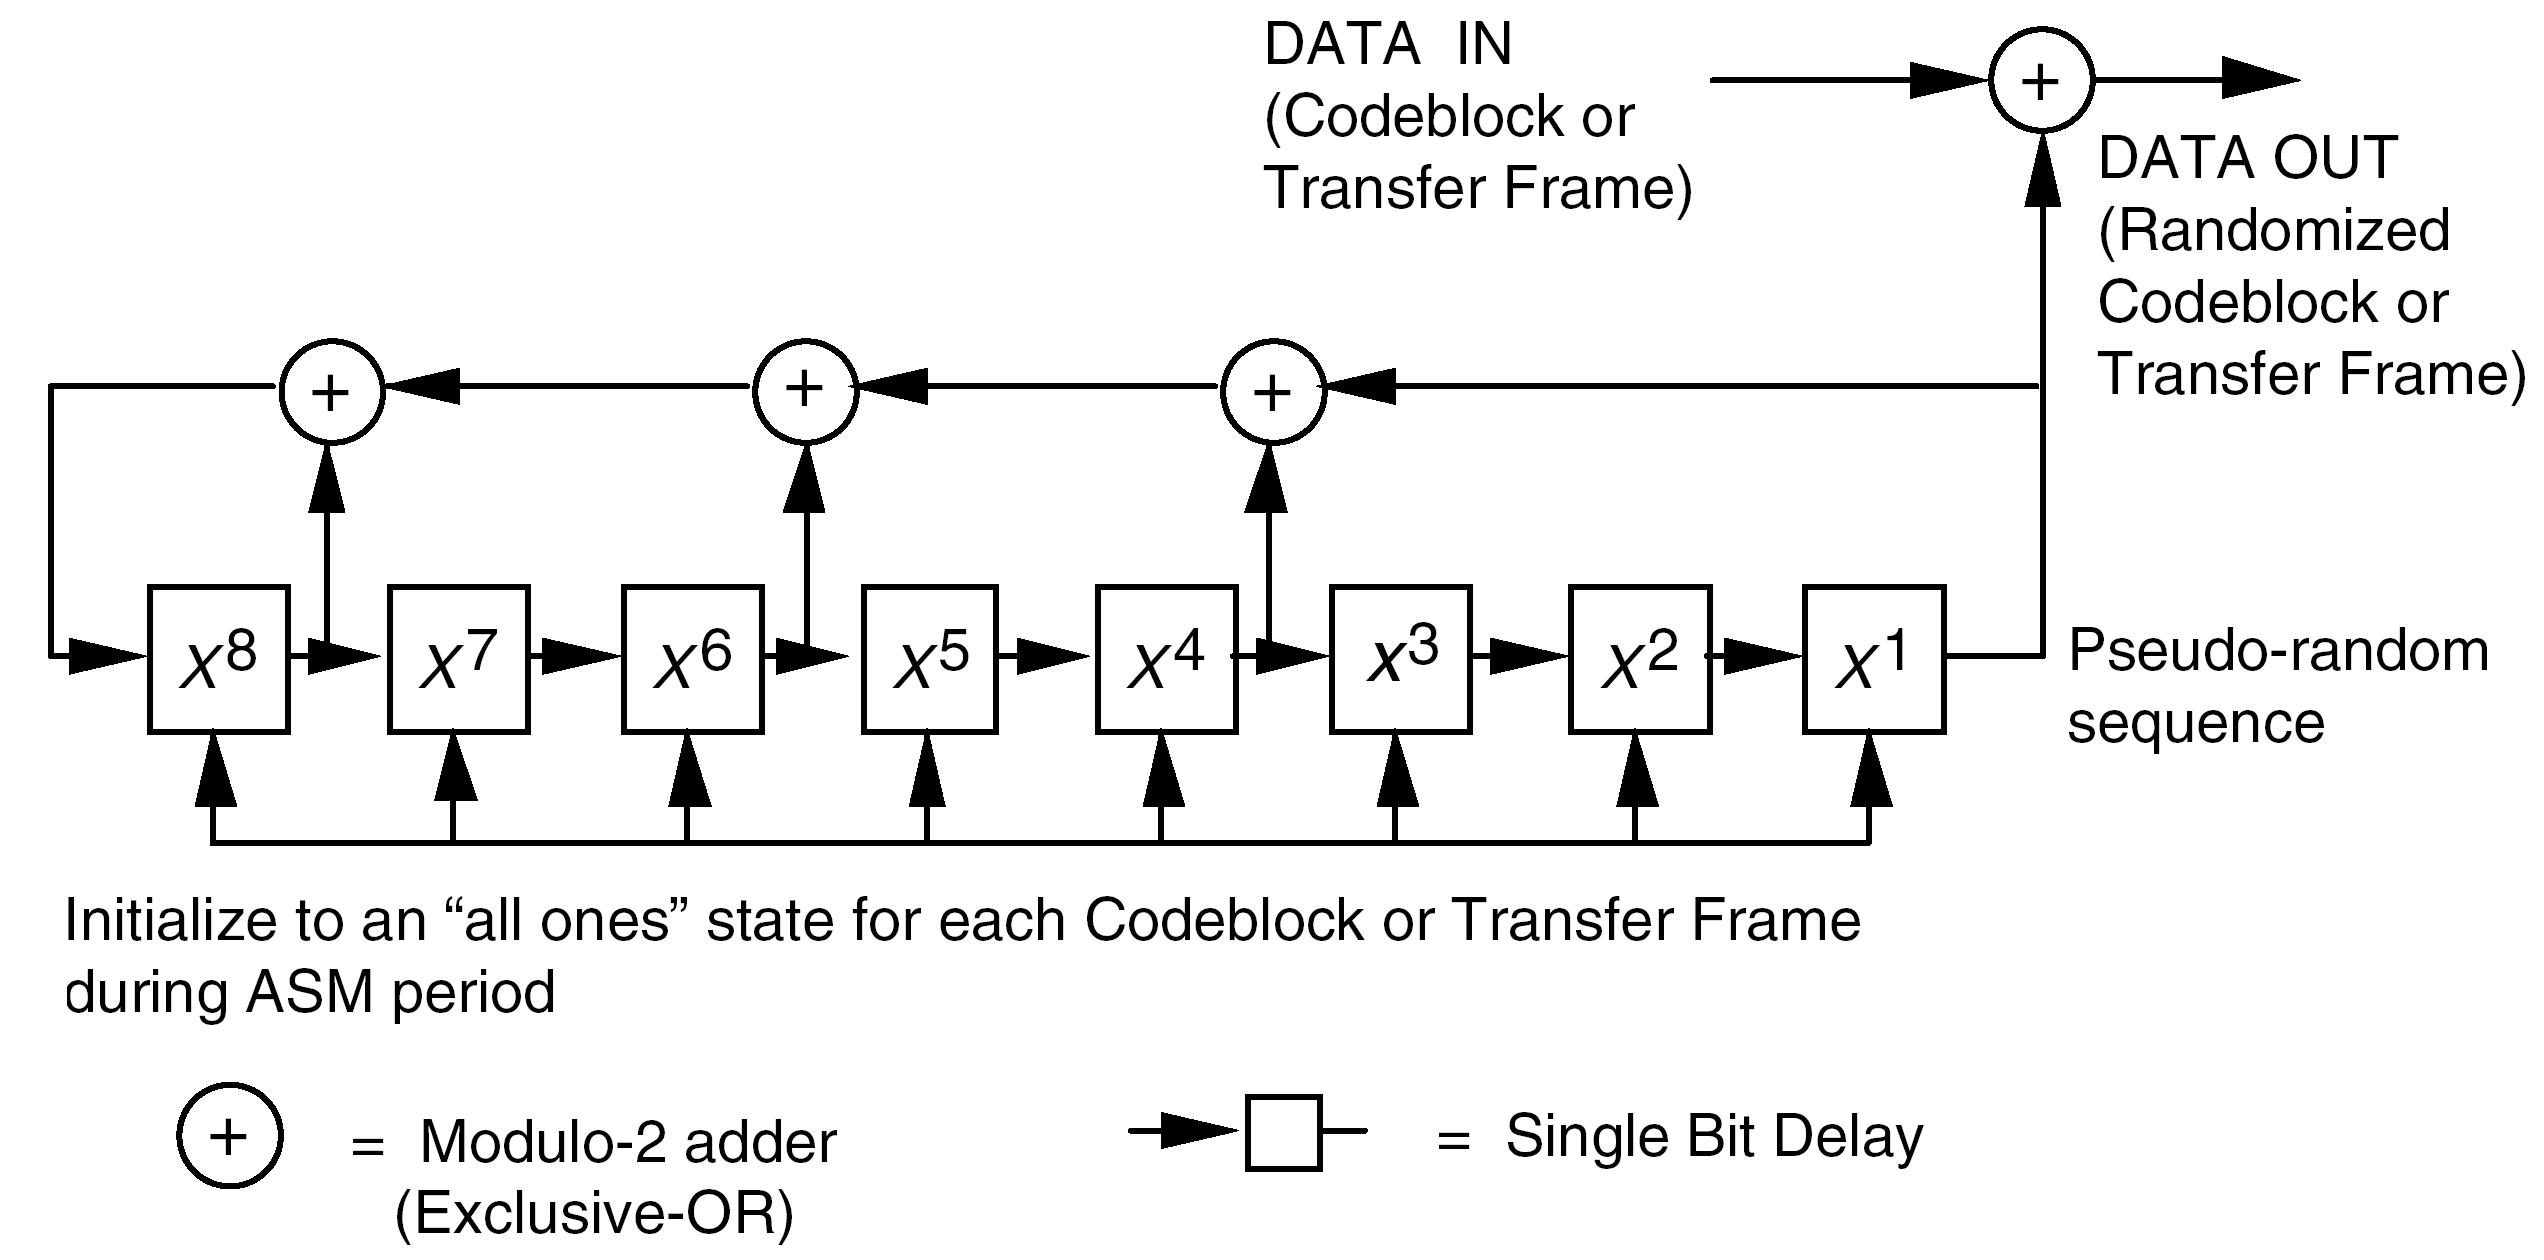 DATA IN
(Codeblock or
Transfer Frame)
+
DATA OUT
(Randomized
Codeblock or
Transfer Frame)
+ + +
X⁸ X⁷ X⁶ X⁵ X⁴ X³ X² X¹
Pseudo-random
sequence
Initialize to an “all ones” state for each Codeblock or Transfer Frame
during ASM period
+ = Modulo-2 adder
(Exclusive-OR)
= Single Bit Delay